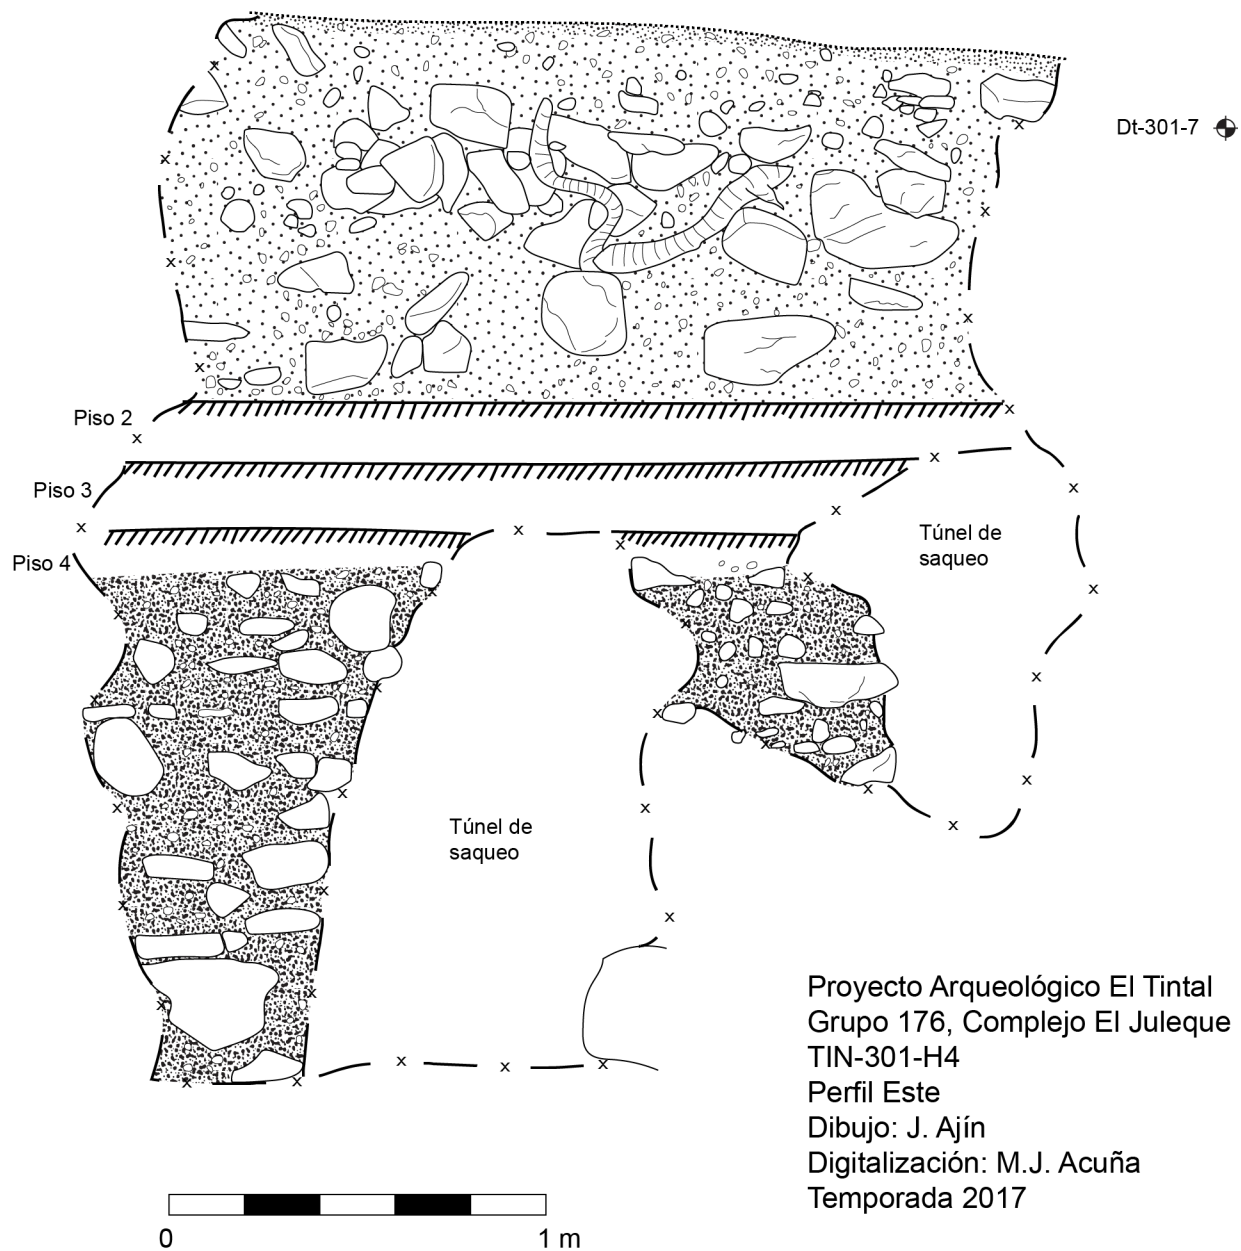 Dt-301-7
Piso 2
Piso 3
Túnel de
saqueo
Piso 4
Túnel de
saqueo
Proyecto Arqueológico El Tintal
Grupo 176, Complejo El Juleque
TIN-301-H4
Perfil Este
Dibujo: J. Ajín
Digitalización: M.J. Acuña
Temporada 2017
0
1 m